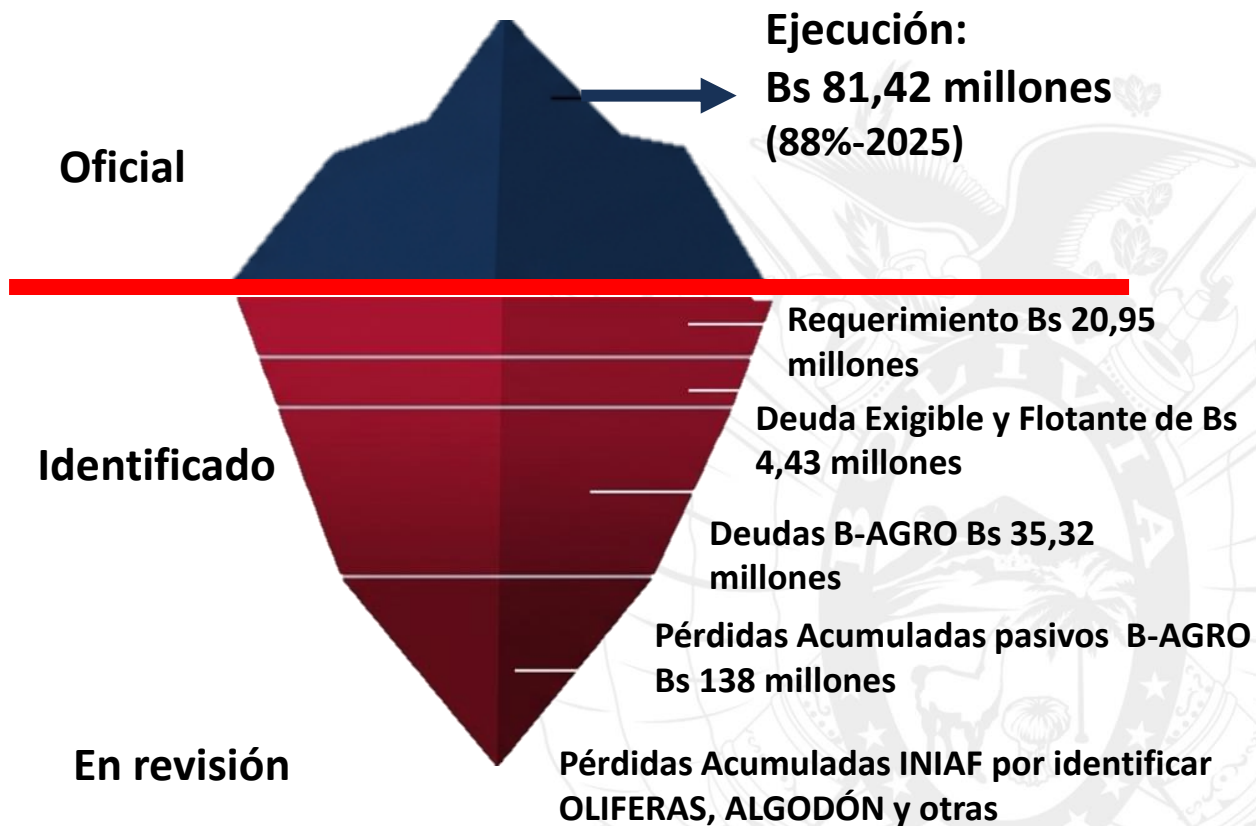 Ejecución:
Bs 81,42 millones
(88%-2025)
Oficial
Requerimiento Bs 20,95
millones
Deuda Exigible y Flotante de Bs
4,43 millones
Identificado
Deudas B-AGRO Bs 35,32
millones
Pérdidas Acumuladas pasivos B-AGRO
Bs 138 millones
En revisión
Pérdidas Acumuladas INIAF por identificar
OLIFERAS, ALGODÓN y otras
BOLIVIA